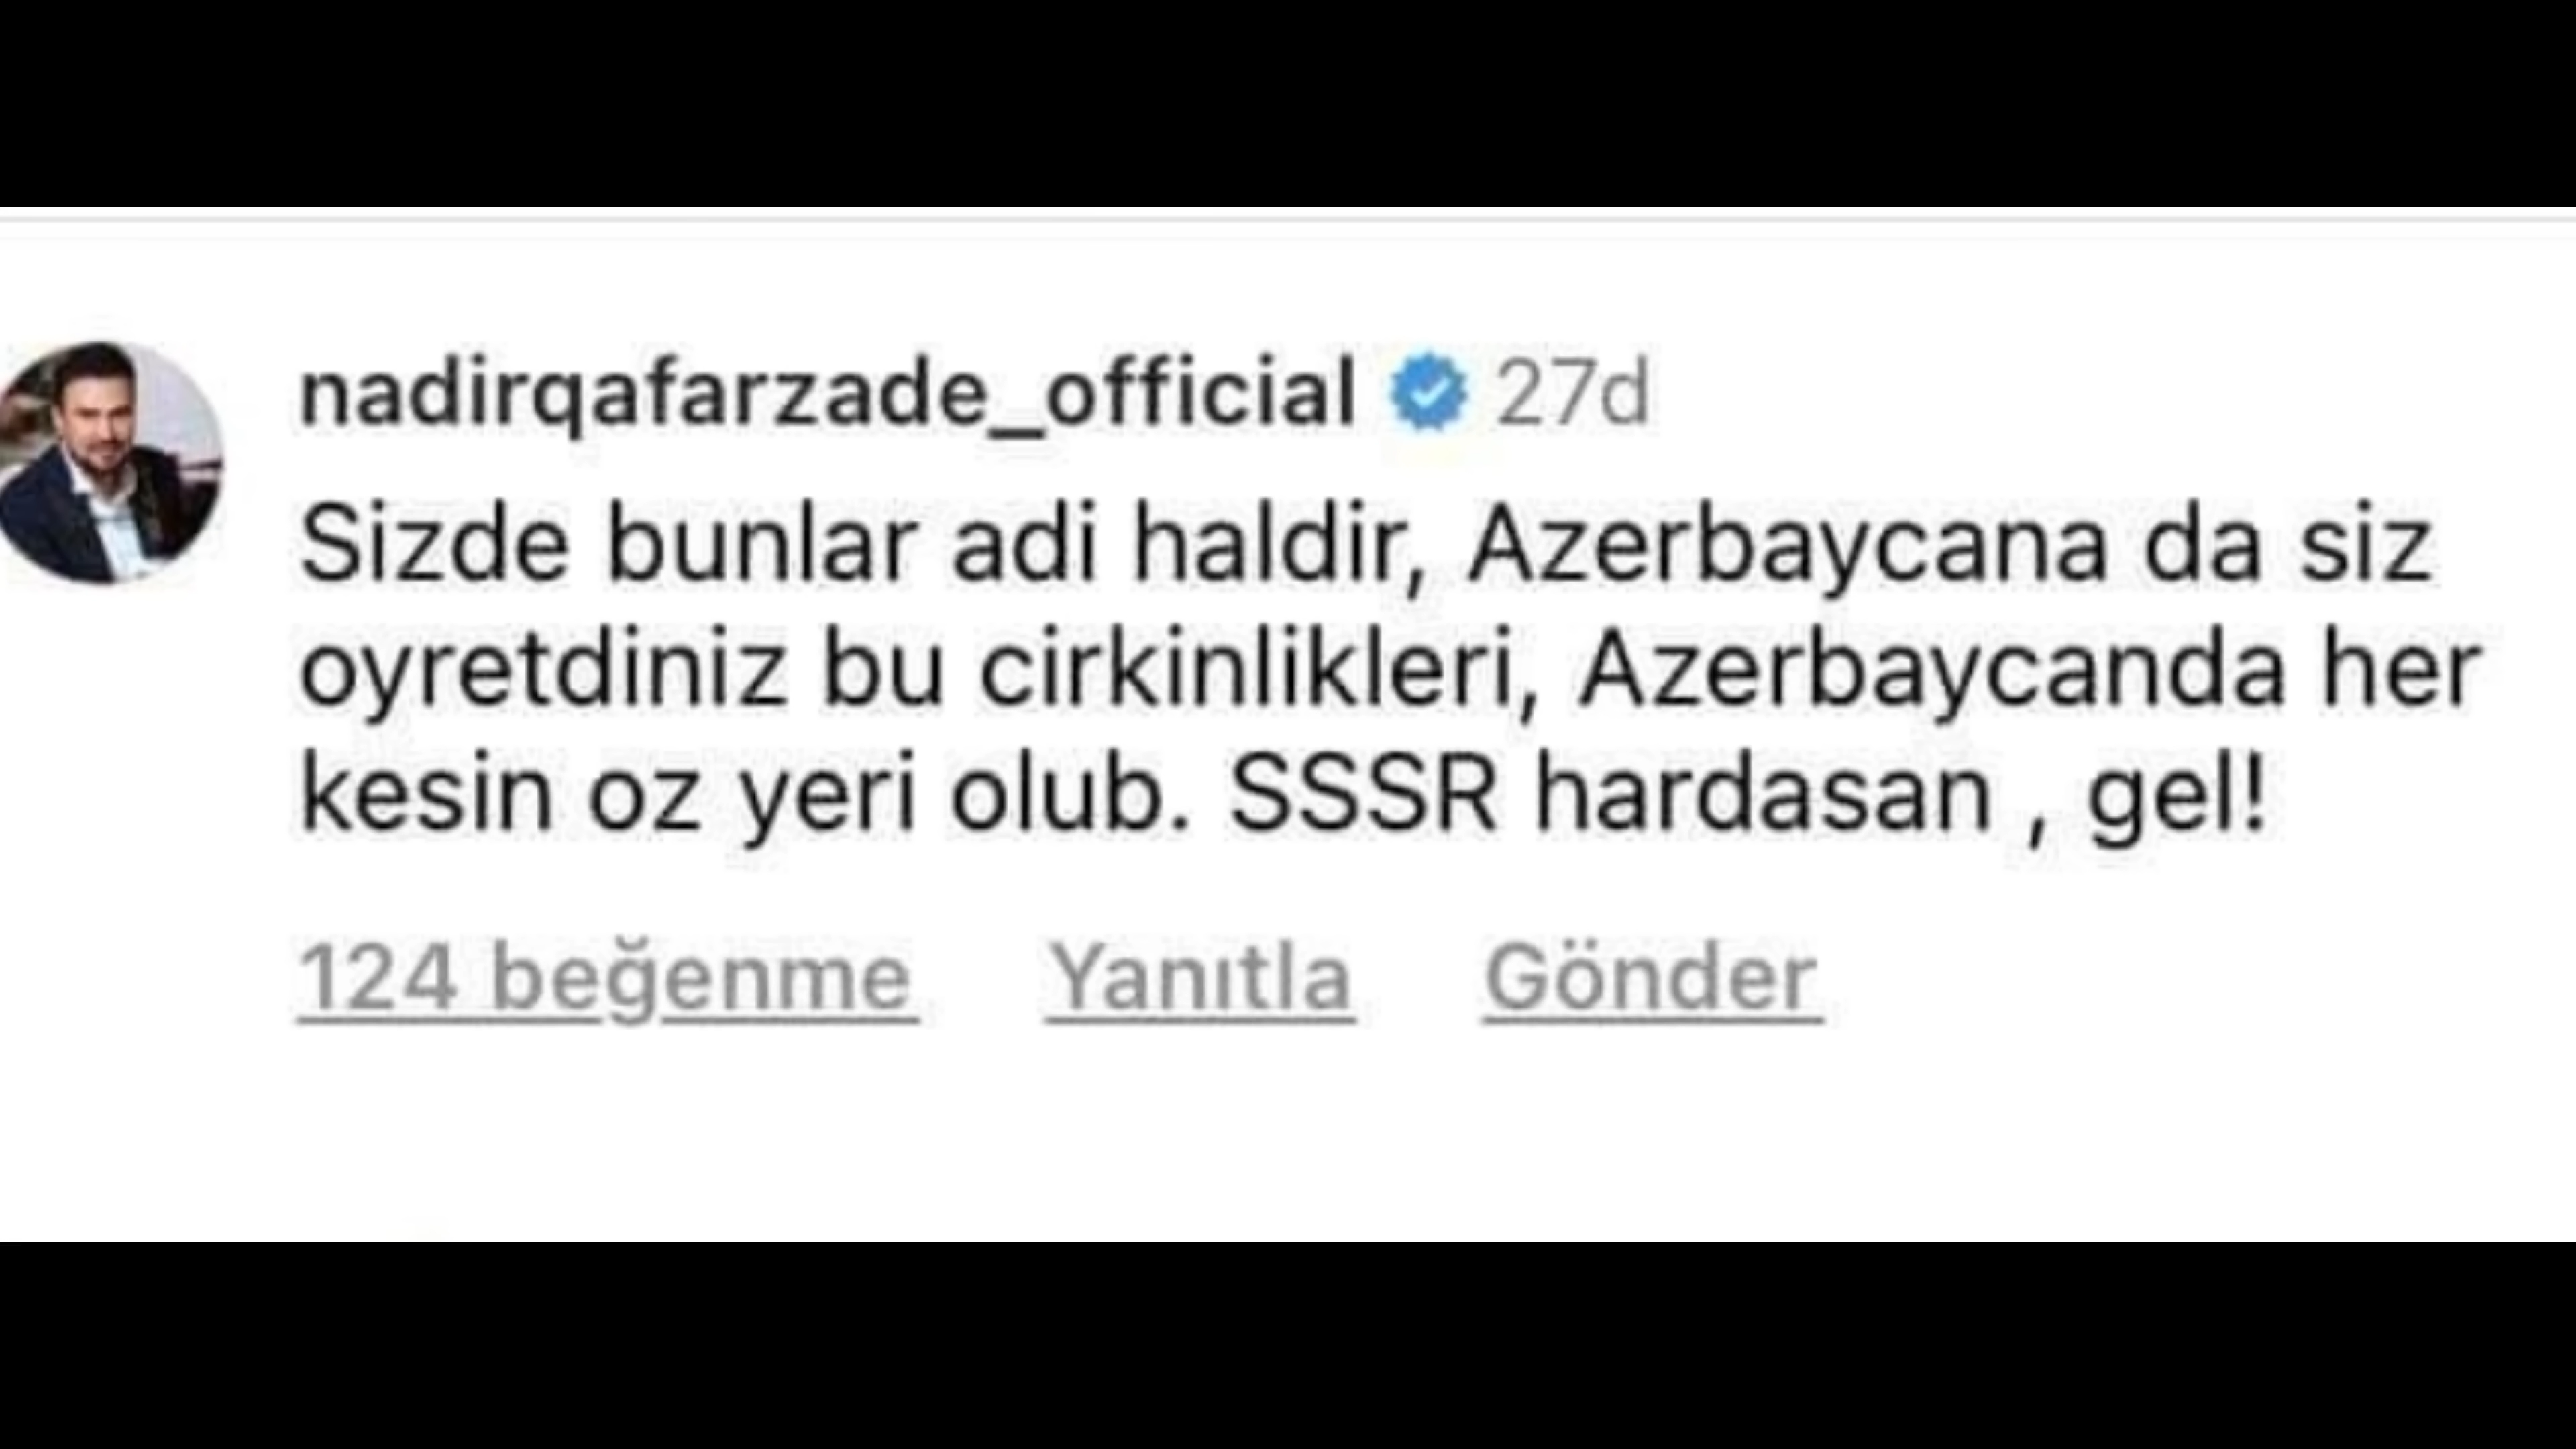 nadirqafarzade_official 27d
Sizde bunlar adi haldir, Azerbaycana da siz
oyretdiniz bu cirkinlikleri, Azerbaycanda her
kesin oz yeri olub. SSSR hardasan , gel!
124 beğenme Yanıtla Gönder